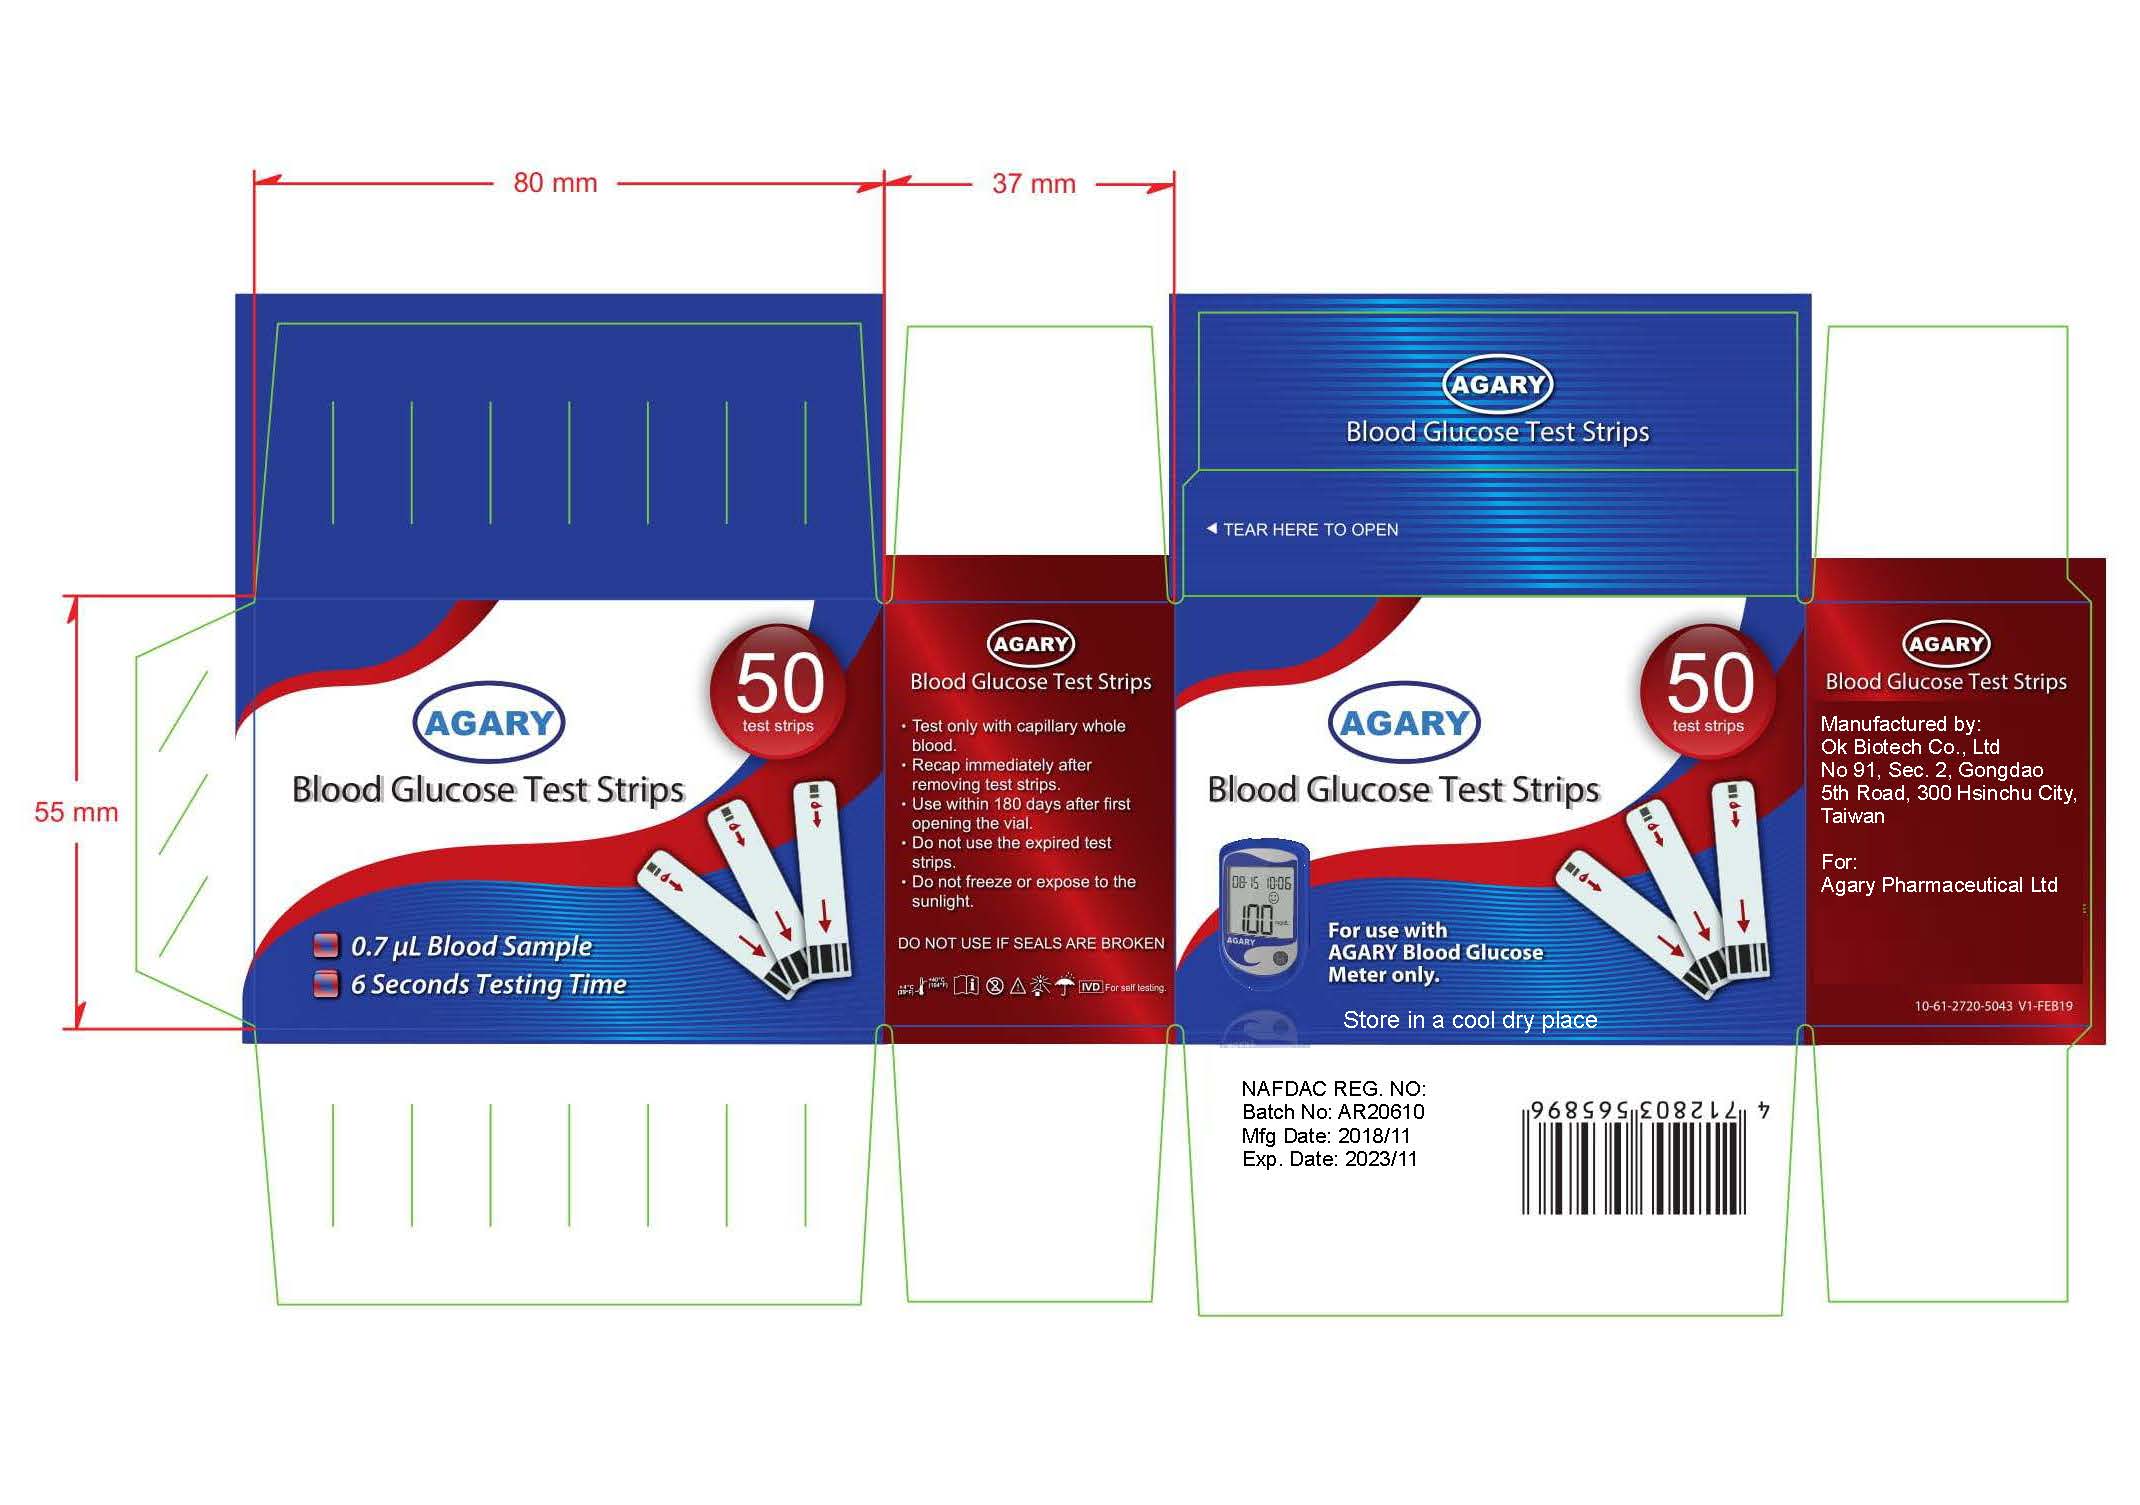 80 mm
37 mm
55 mm
AGARY
Blood Glucose Test Strips
◄ TEAR HERE TO OPEN
50
test strips
AGARY
Blood Glucose Test Strips
0.7 µL Blood Sample
6 Seconds Testing Time
AGARY
Blood Glucose Test Strips
• Test only with capillary whole
blood.
• Recap immediately after
removing test strips.
• Use within 180 days after first
opening the vial.
• Do not use the expired test
strips.
• Do not freeze or expose to the
sunlight.
DO NOT USE IF SEALS ARE BROKEN
IVD For self testing.
50
test strips
AGARY
Blood Glucose Test Strips
08-15 10:06
100
AGARY
For use with
AGARY Blood Glucose
Meter only.
Store in a cool dry place
AGARY
Blood Glucose Test Strips
Manufactured by:
Ok Biotech Co., Ltd
No 91, Sec. 2, Gongdao
5th Road, 300 Hsinchu City,
Taiwan
For:
Agary Pharmaceutical Ltd
10-61-2720-5043 V1-FEB19
NAFDAC REG. NO:
Batch No: AR20610
Mfg Date: 2018/11
Exp. Date: 2023/11
4 712803 565896